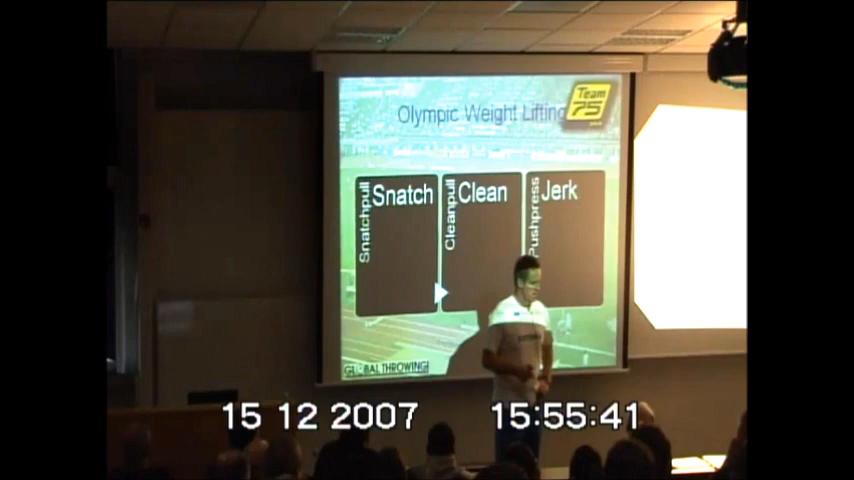 Team
75
Olympic Weight Lifting
Snatchpull
Snatch
Cleanpull
Clean
Pushpress
Jerk
GLOBAL THROWING
15 12 2007 15:55:41